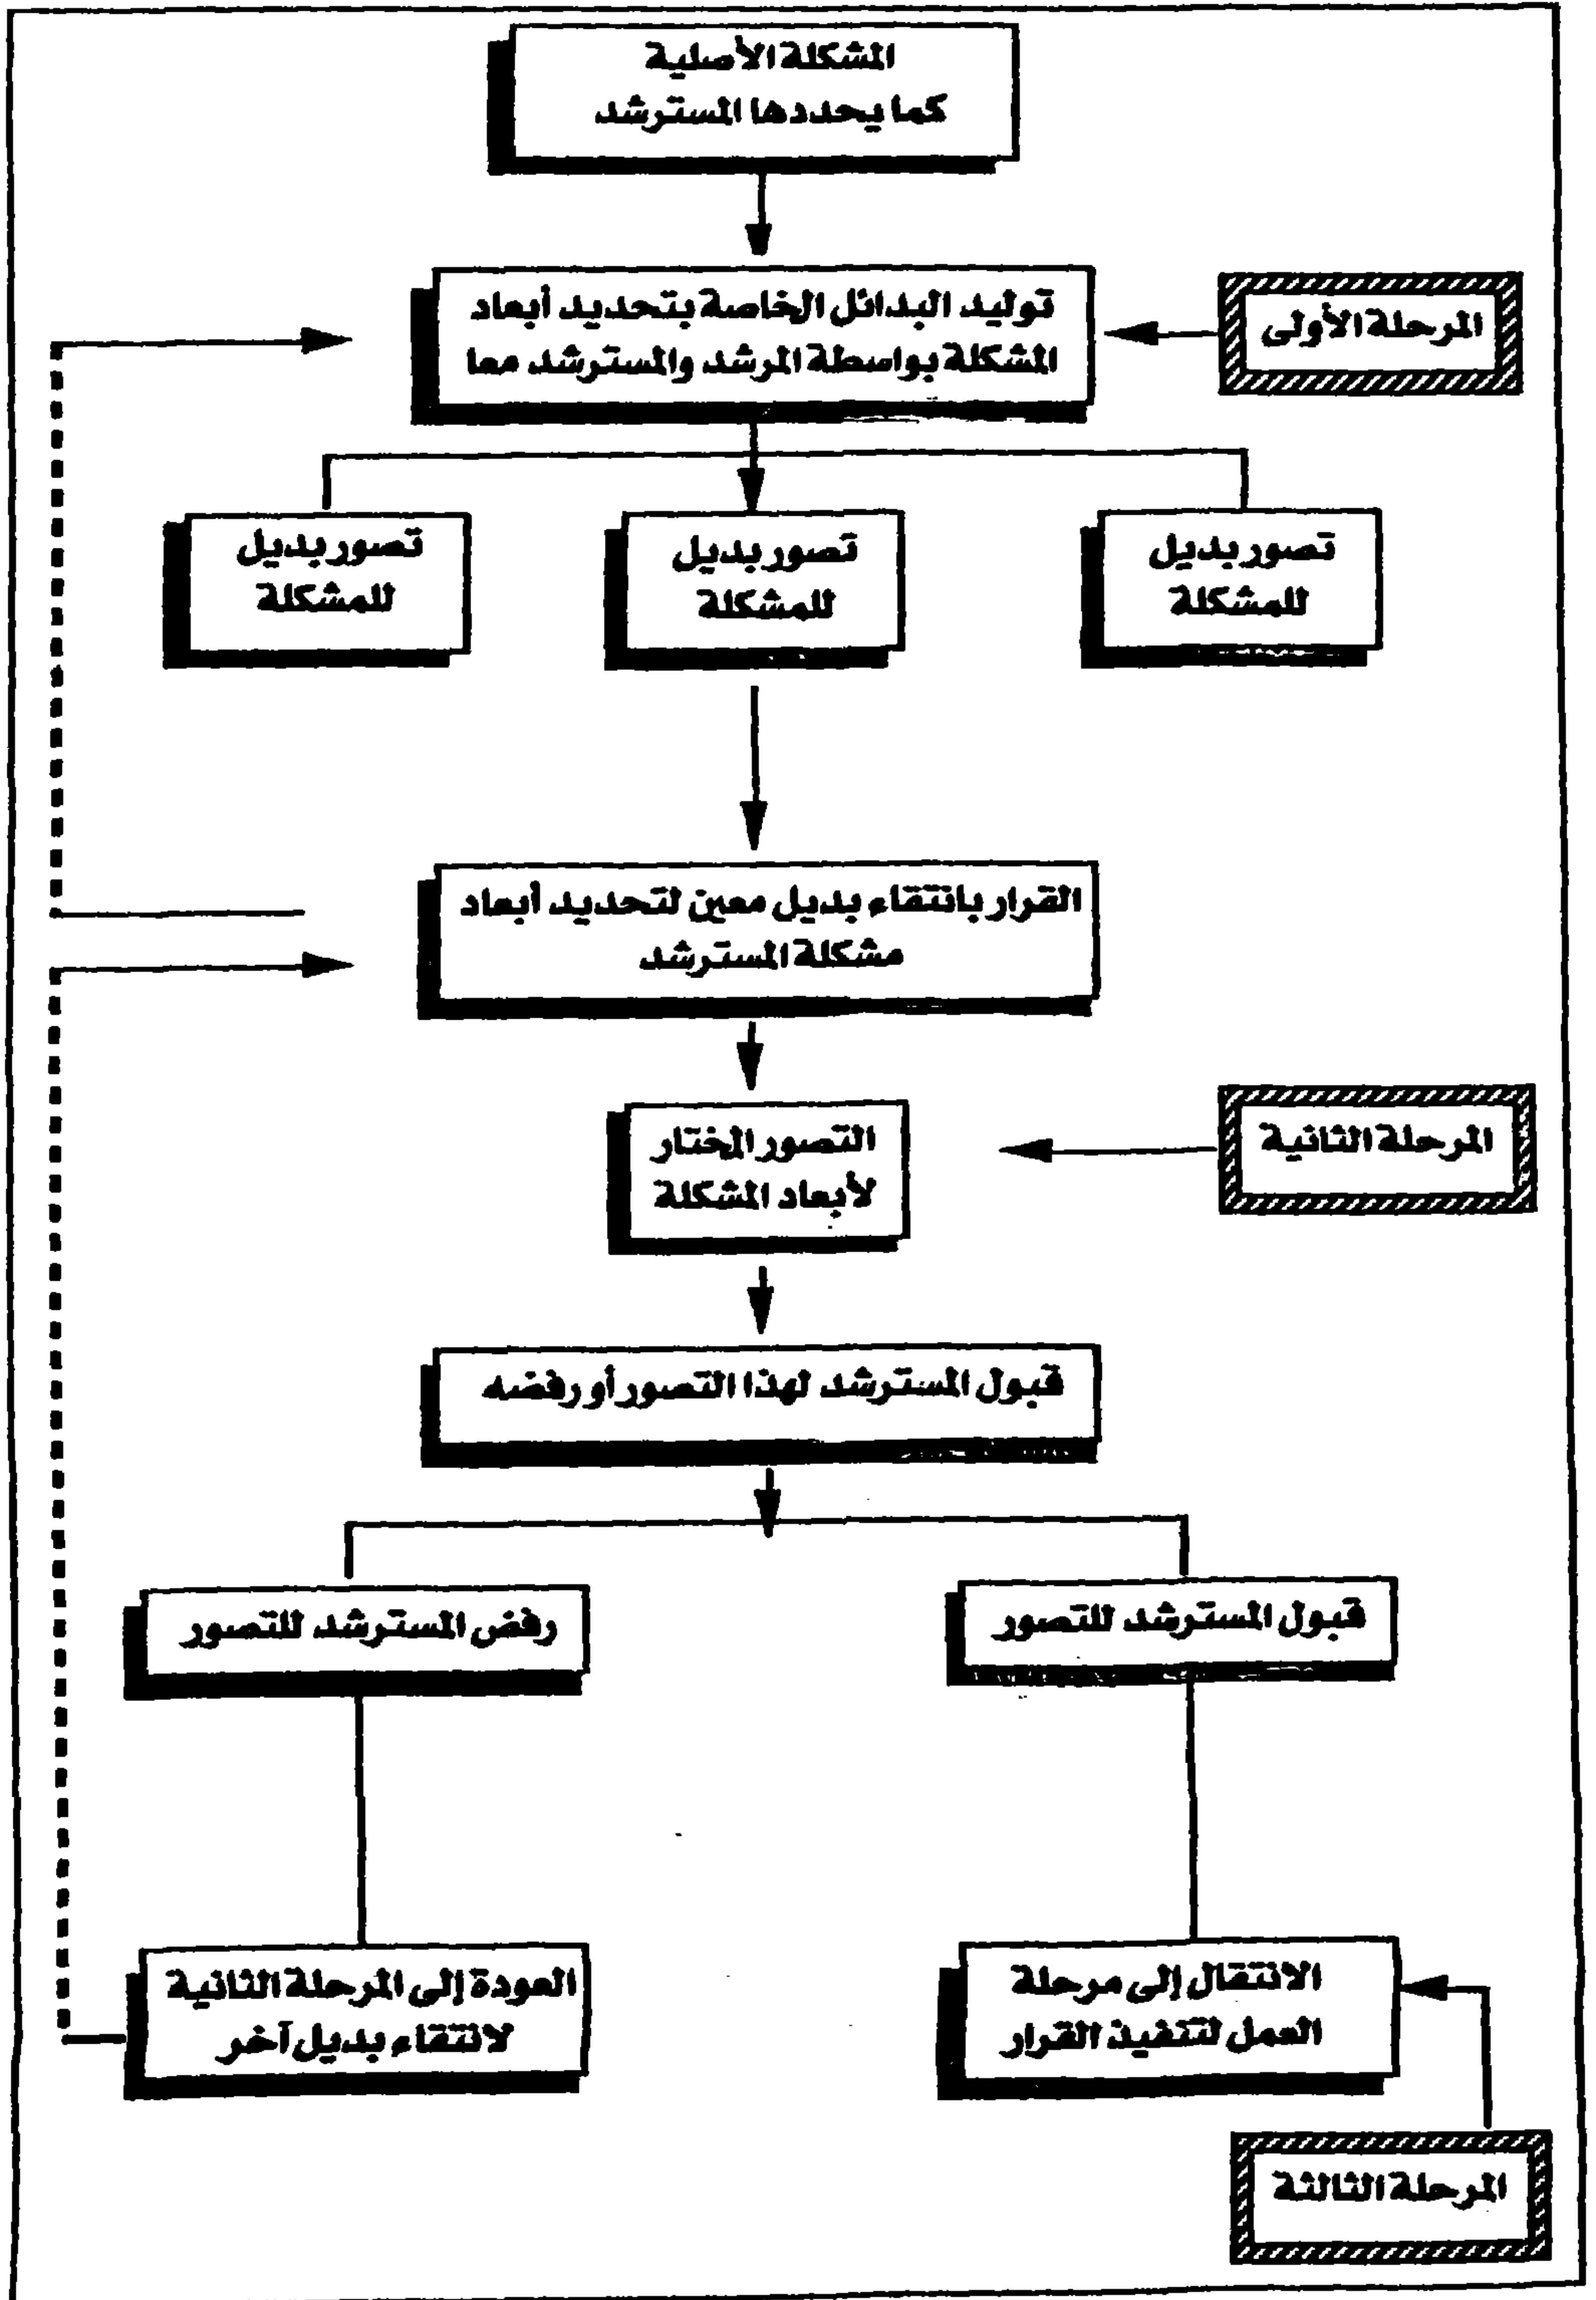 المشكلة الأصلية
كما يحددها المسترشد
توليد البدائل الخاصة بتحديد أبعاد
المشكلة بواسطة المرشد والمسترشد معا
المرحلة الأولى
تصور بديل
للمشكلة
تصور بديل
للمشكلة
تصور بديل
للمشكلة
القرار بانتقاء بديل معين لتحديد أبعاد
مشكلة المسترشد
المرحلة الثانية
التصور المختار
لأبعاد المشكلة
قبول المسترشد لهذا التصور أو رفضه
قبول المسترشد للتصور
رفض المسترشد للتصور
الانتقال إلى مرحلة
العمل لتنفيذ القرار
العودة إلى المرحلة الثانية
لانتقاء بديل آخر
المرحلة الثالثة